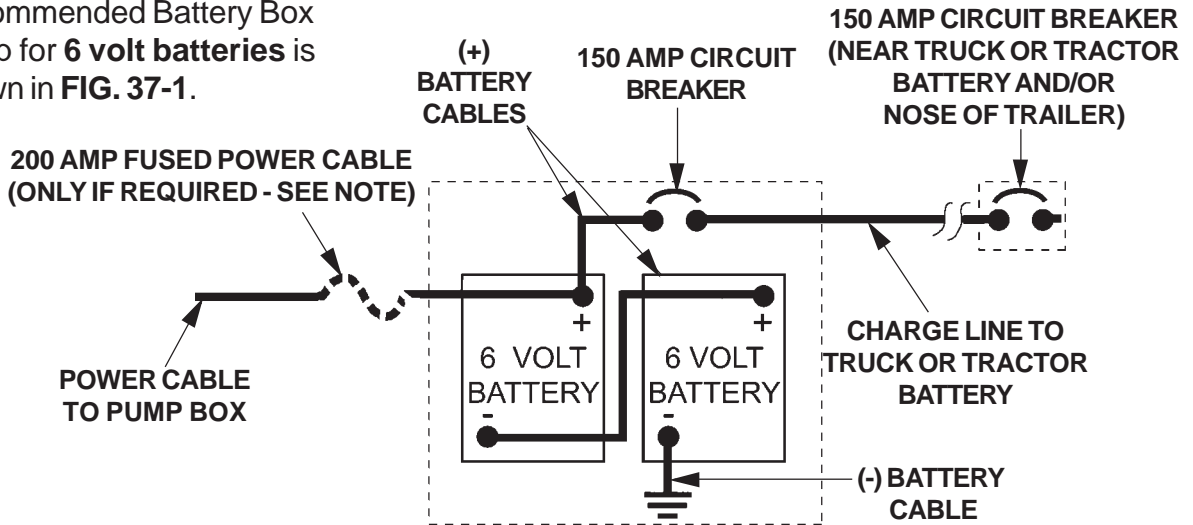 ommended Battery Box
p for 6 volt batteries is
wn in FIG. 37-1.
(+)
BATTERY
CABLES
150 AMP CIRCUIT
BREAKER
150 AMP CIRCUIT BREAKER
(NEAR TRUCK OR TRACTOR
BATTERY AND/OR
NOSE OF TRAILER)
200 AMP FUSED POWER CABLE
(ONLY IF REQUIRED - SEE NOTE)
POWER CABLE
TO PUMP BOX
+
6 VOLT
BATTERY
-
+
6 VOLT
BATTERY
-
CHARGE LINE TO
TRUCK OR TRACTOR
BATTERY
(-) BATTERY
CABLE